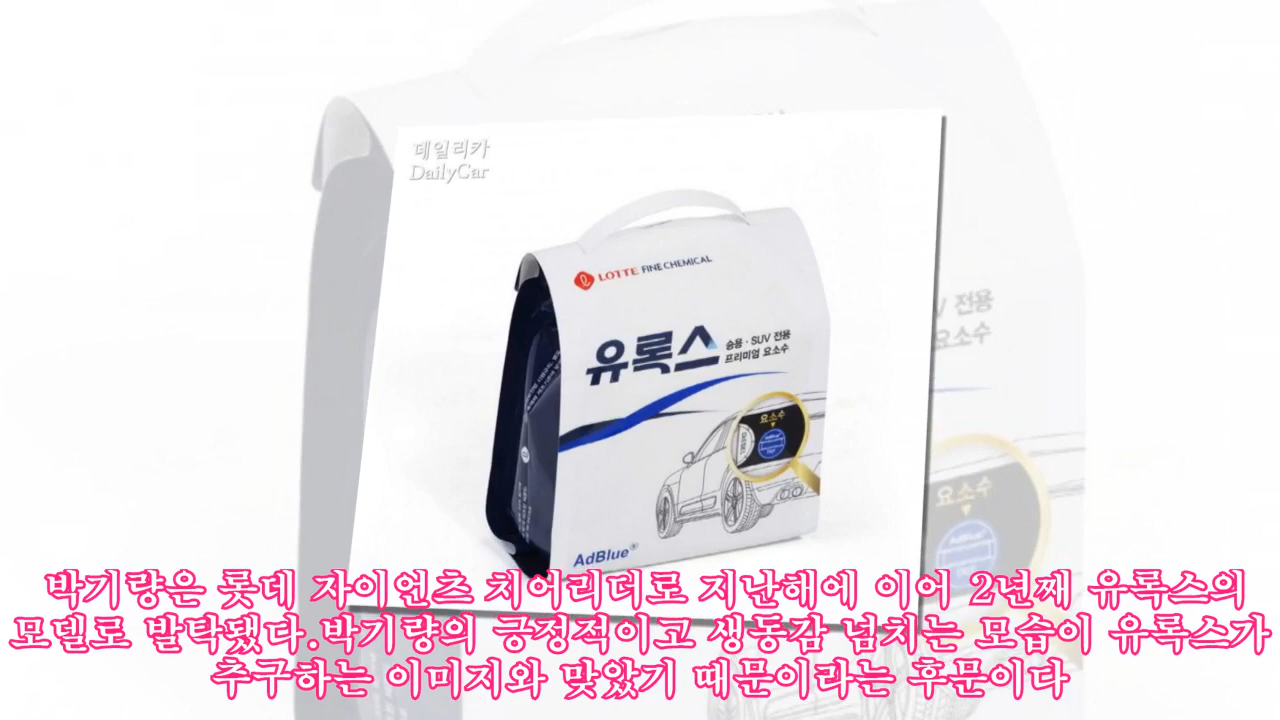 데일리카
DailyCar
LOTTE FINE CHEMICAL
유록스
승용·SUV 전용
프리미엄 요소수
요소수
AdBlue
AdBlue®
전용
요소수
AdBlue
박기량은 롯데 자이언츠 치어리더로 지난해에 이어 2년째 유록스의
모델로 발탁됐다.박기량의 긍정적이고 생동감 넘치는 모습이 유록스가
추구하는 이미지와 맞았기 때문이라는 후문이다